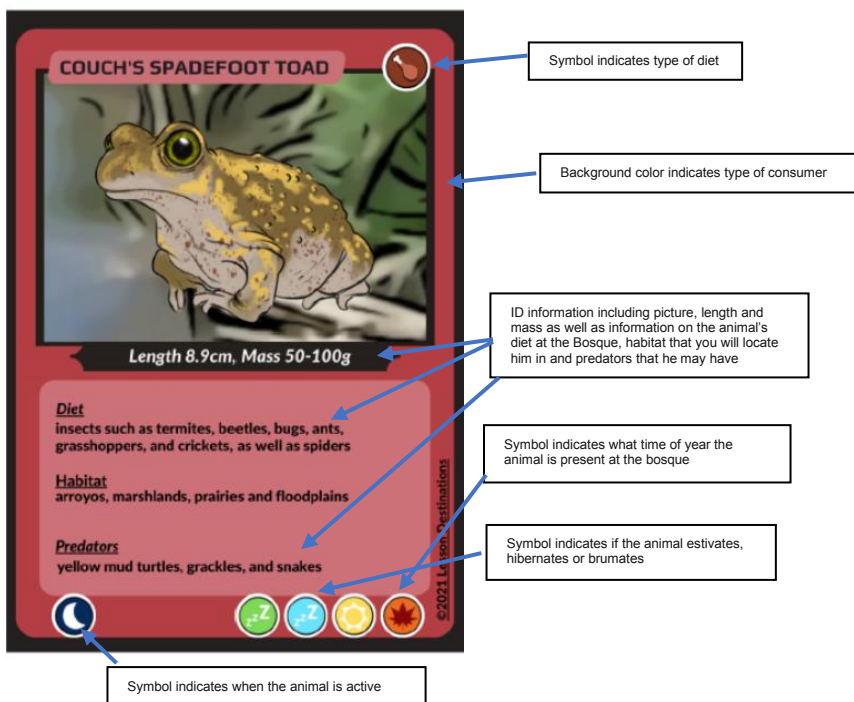 COUCH'S SPADEFOOT TOAD
Symbol indicates type of diet
Background color indicates type of consumer
Length 8.9cm, Mass 50-100g
ID information including picture, length and
mass as well as information on the animal's
diet at the Bosque, habitat that you will locate
him in and predators that he may have
Diet
insects such as termites, beetles, bugs, ants,
grasshoppers, and crickets, as well as spiders
Habitat
arroyos, marshlands, prairies and floodplains
Predators
yellow mud turtles, grackles, and snakes
©2021 Lesson Destinations
Symbol indicates what time of year the
animal is present at the bosque
Symbol indicates if the animal estivates,
hibernates or brumates
zzZ
zzZ
Symbol indicates when the animal is active